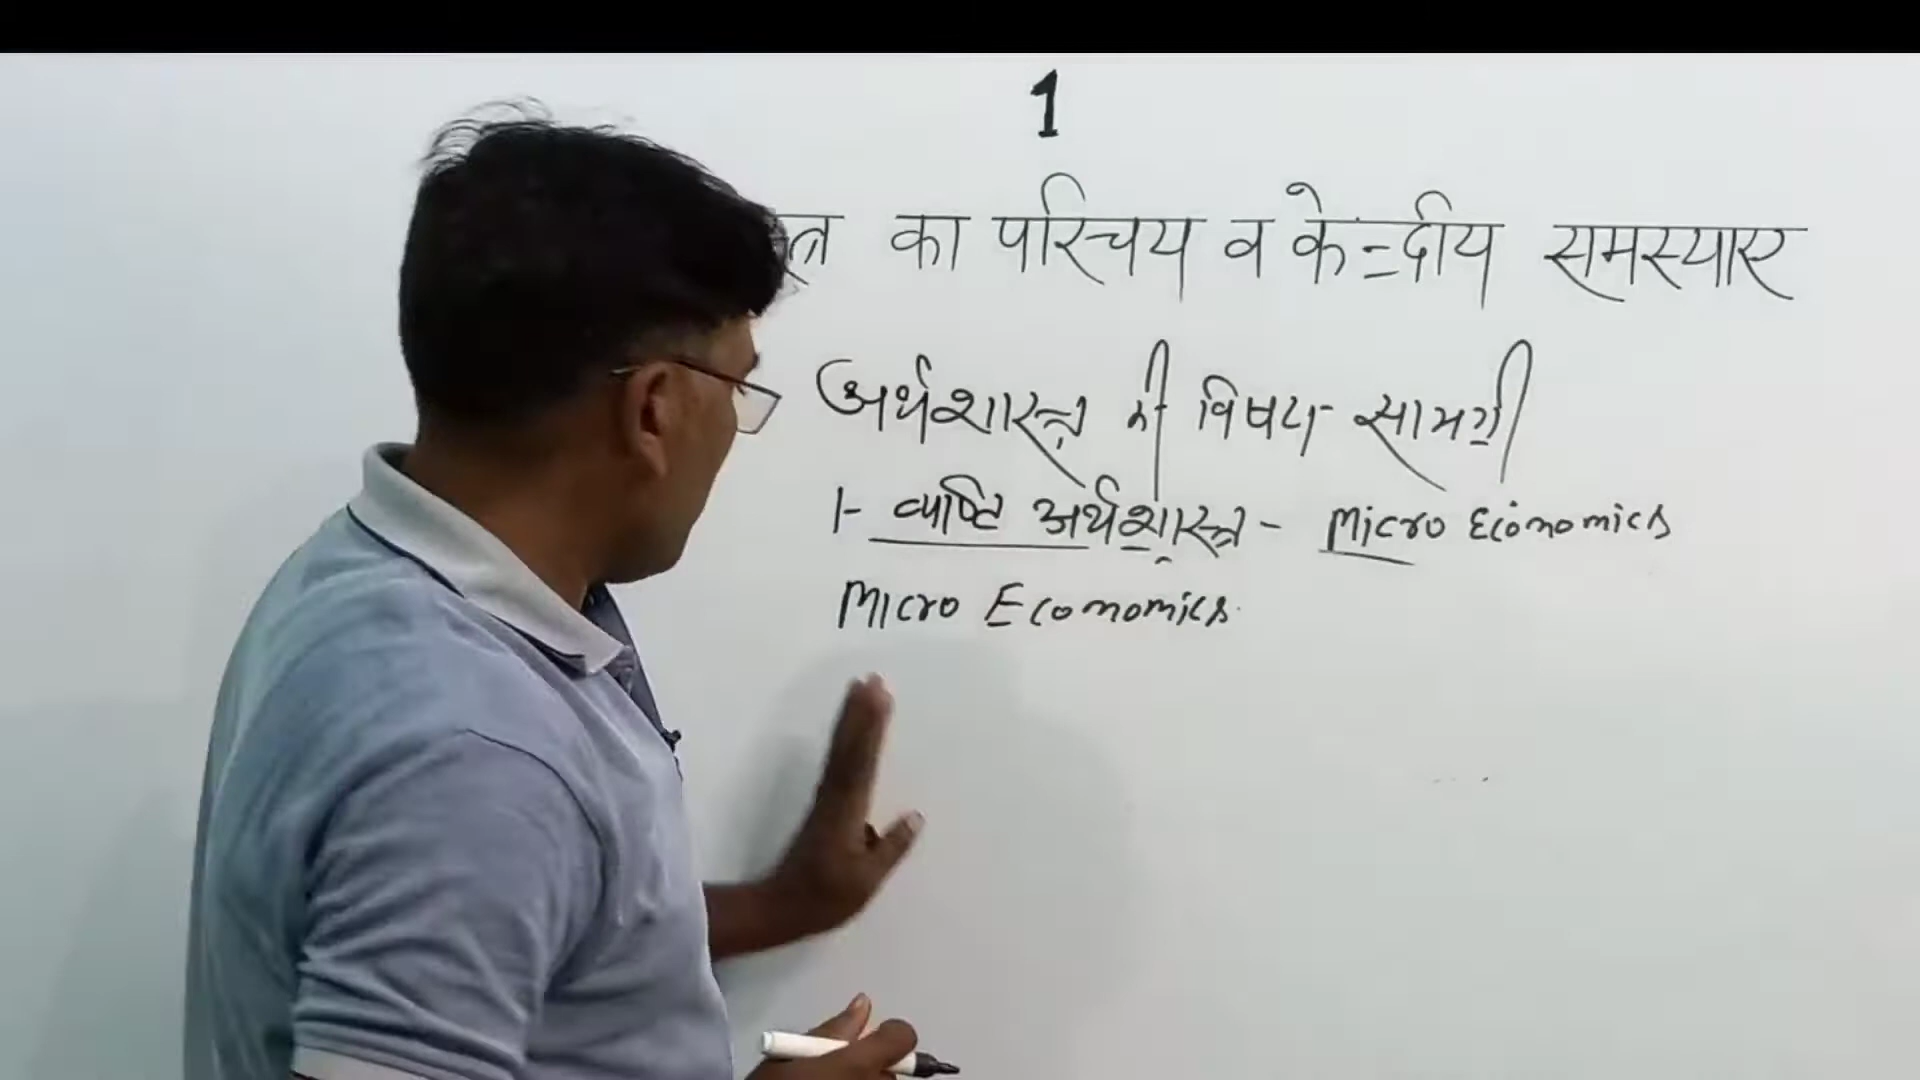 1
का परिचय व केन्द्रीय समस्याए
अर्थशास्त्र की विषय सामग्री
1- व्यष्टि अर्थशास्त्र - Micro Economics
Micro Economics